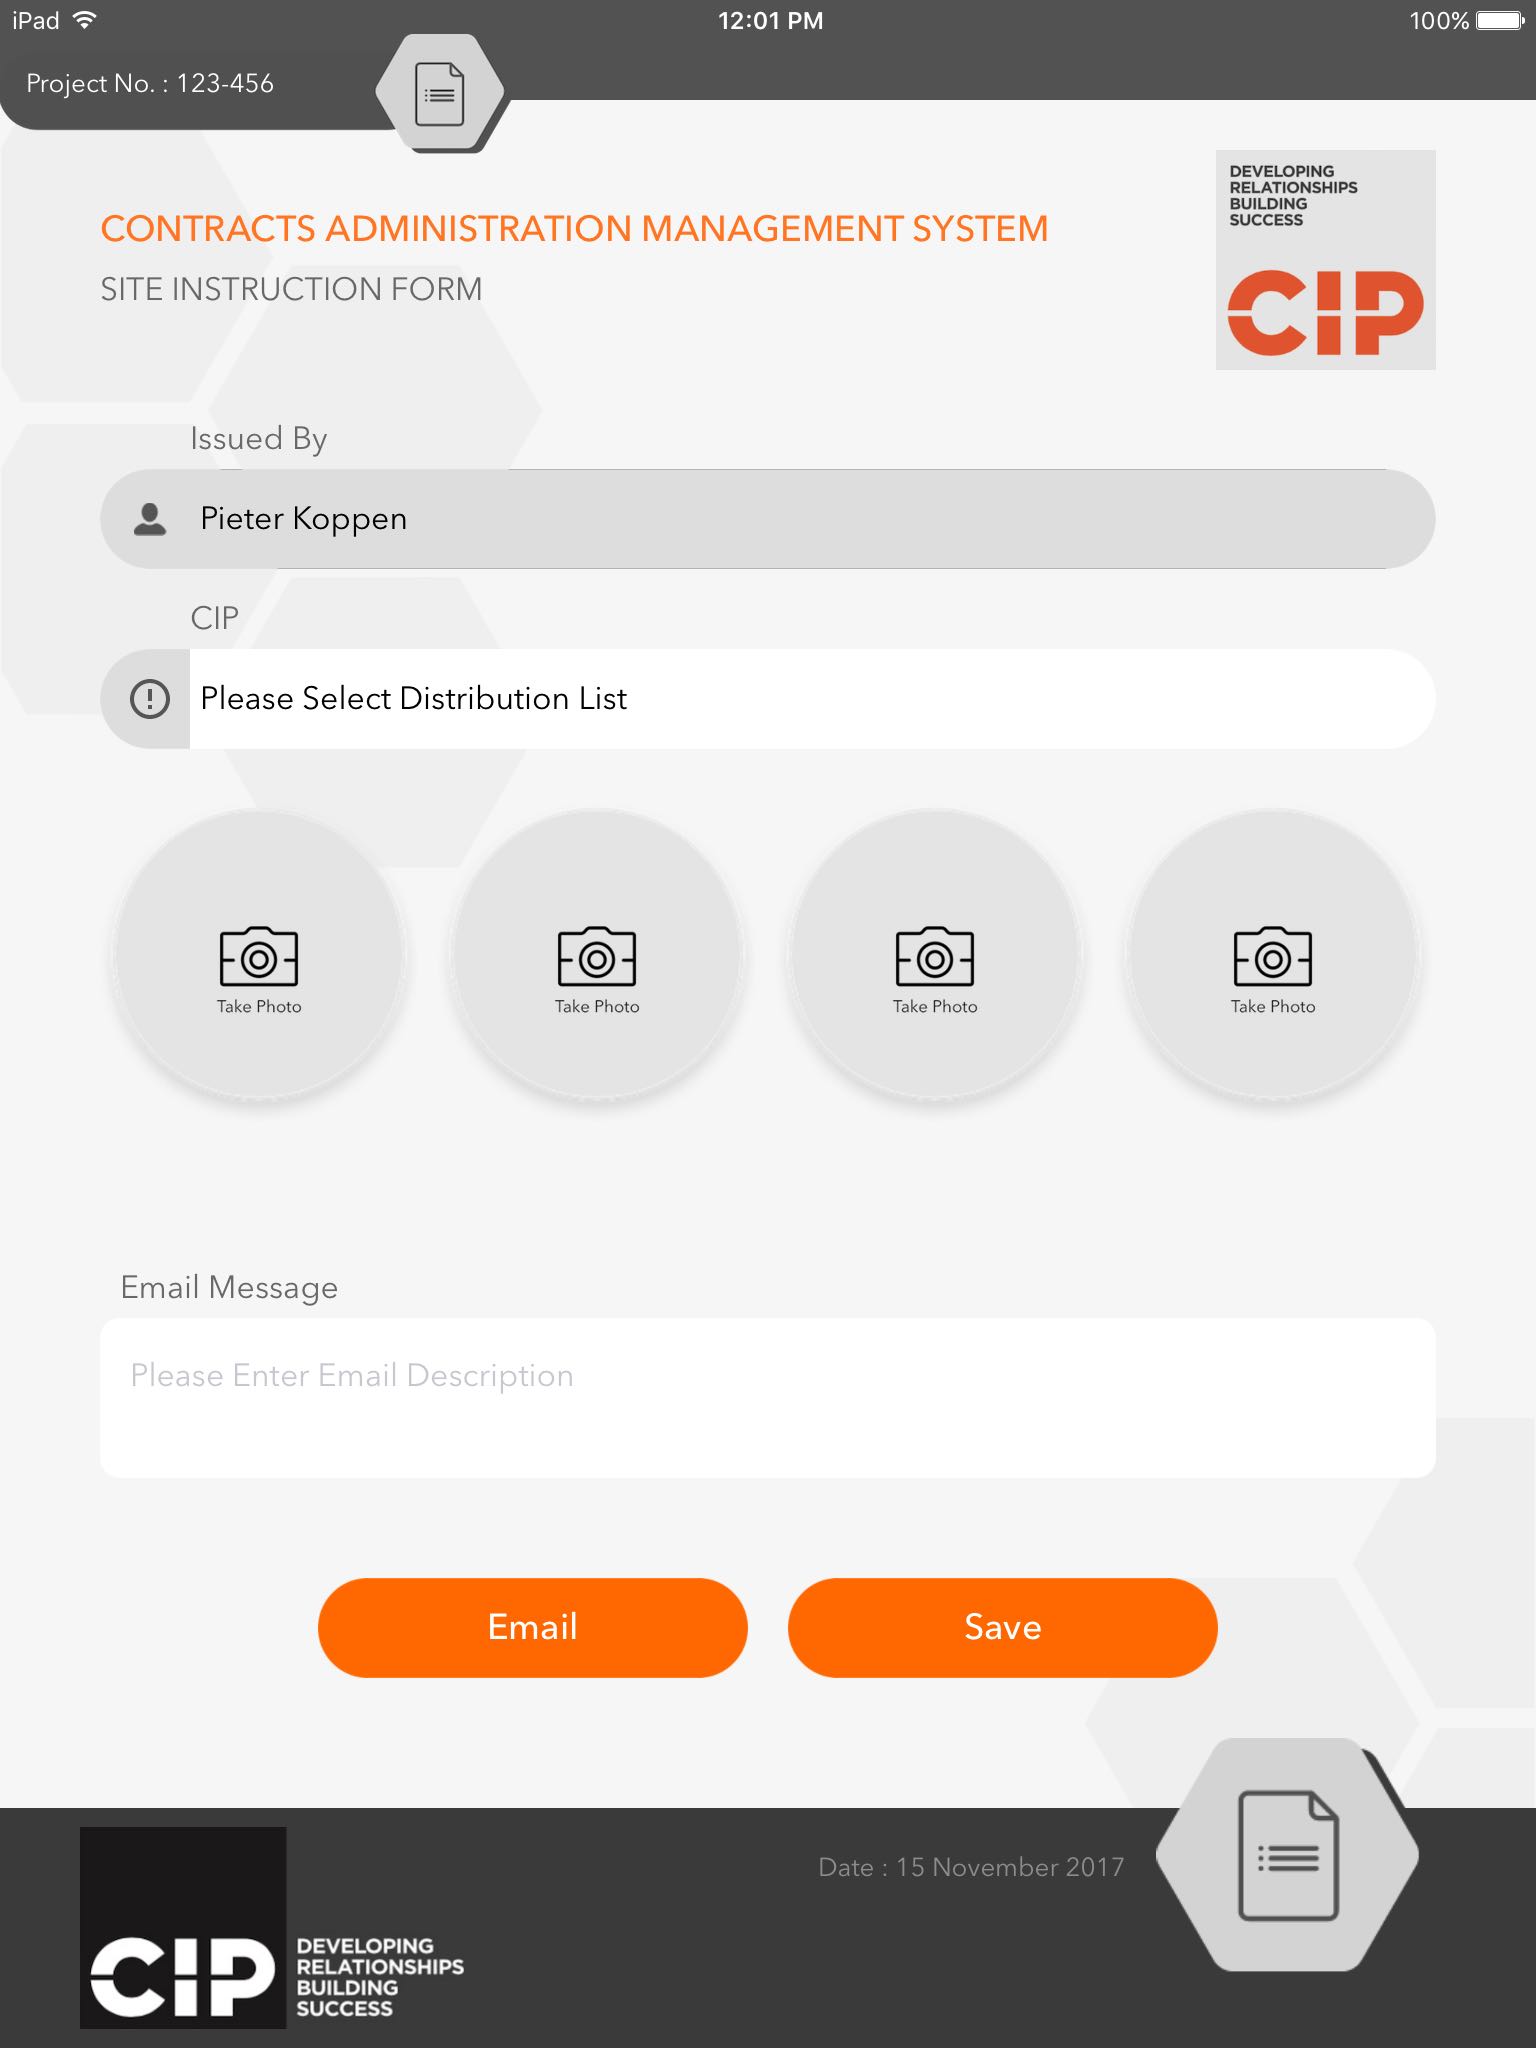 iPad
12:01 PM
100%
Project No. : 123-456
DEVELOPING
RELATIONSHIPS
BUILDING
SUCCESS
CIP
CONTRACTS ADMINISTRATION MANAGEMENT SYSTEM
SITE INSTRUCTION FORM
Issued By
Pieter Koppen
CIP
Please Select Distribution List
Take Photo
Take Photo
Take Photo
Take Photo
Email Message
Please Enter Email Description
Email
Save
Date : 15 November 2017
CIP
DEVELOPING
RELATIONSHIPS
BUILDING
SUCCESS